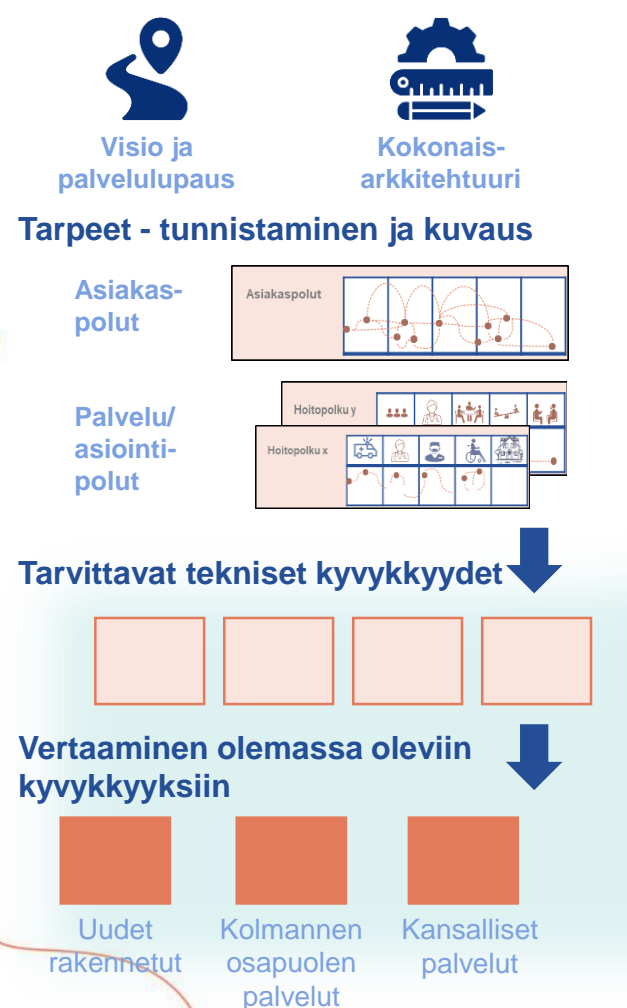 Visio ja
palvelulupaus
Kokonais-
arkkitehtuuri
Tarpeet - tunnistaminen ja kuvaus
Asiakas-
polut
Asiakaspolut
Palvelu/
asiointi-
polut
Hoitopolku y
Hoitopolku x
Tarvittavat tekniset kyvykkyydet
Vertaaminen olemassa oleviin
kyvykkyyksiin
Uudet
rakennetut
Kolmannen
osapuolen
palvelut
Kansalliset
palvelut